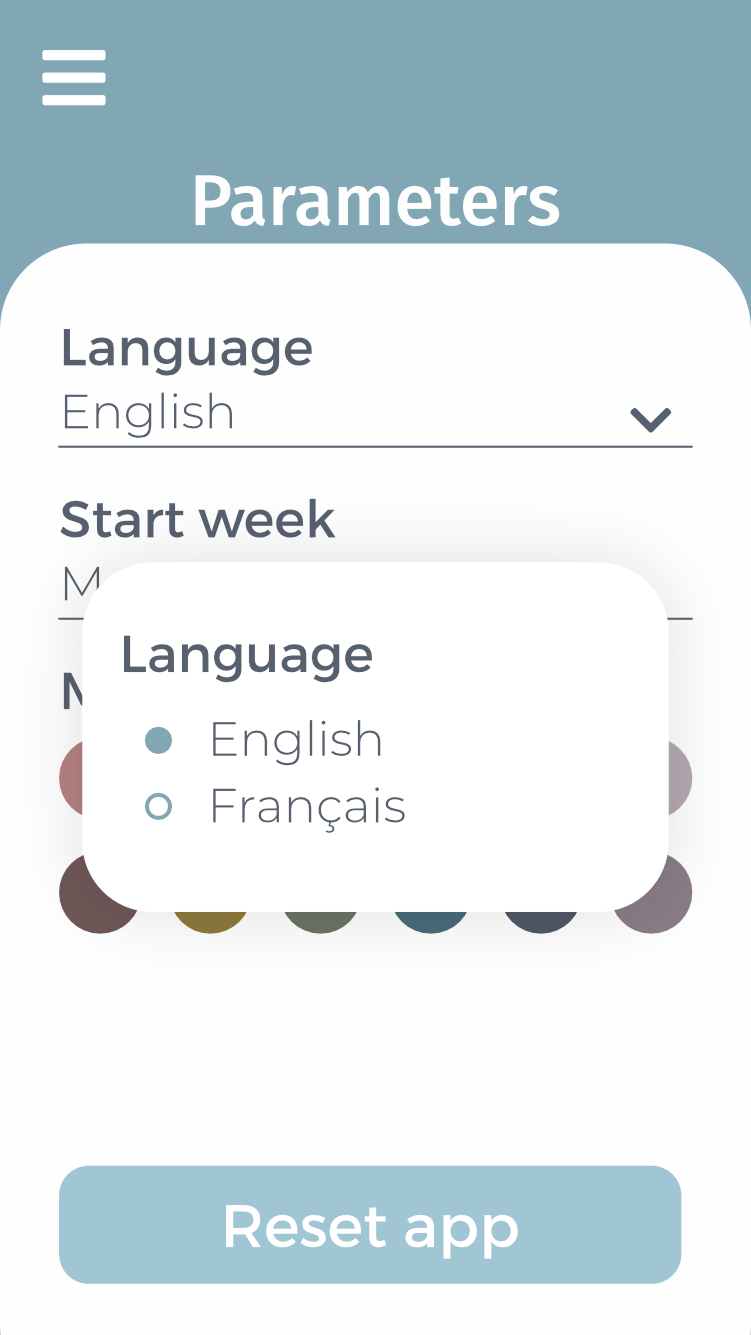 Parameters
Language
English
Start week
Language
English
Français
Reset app